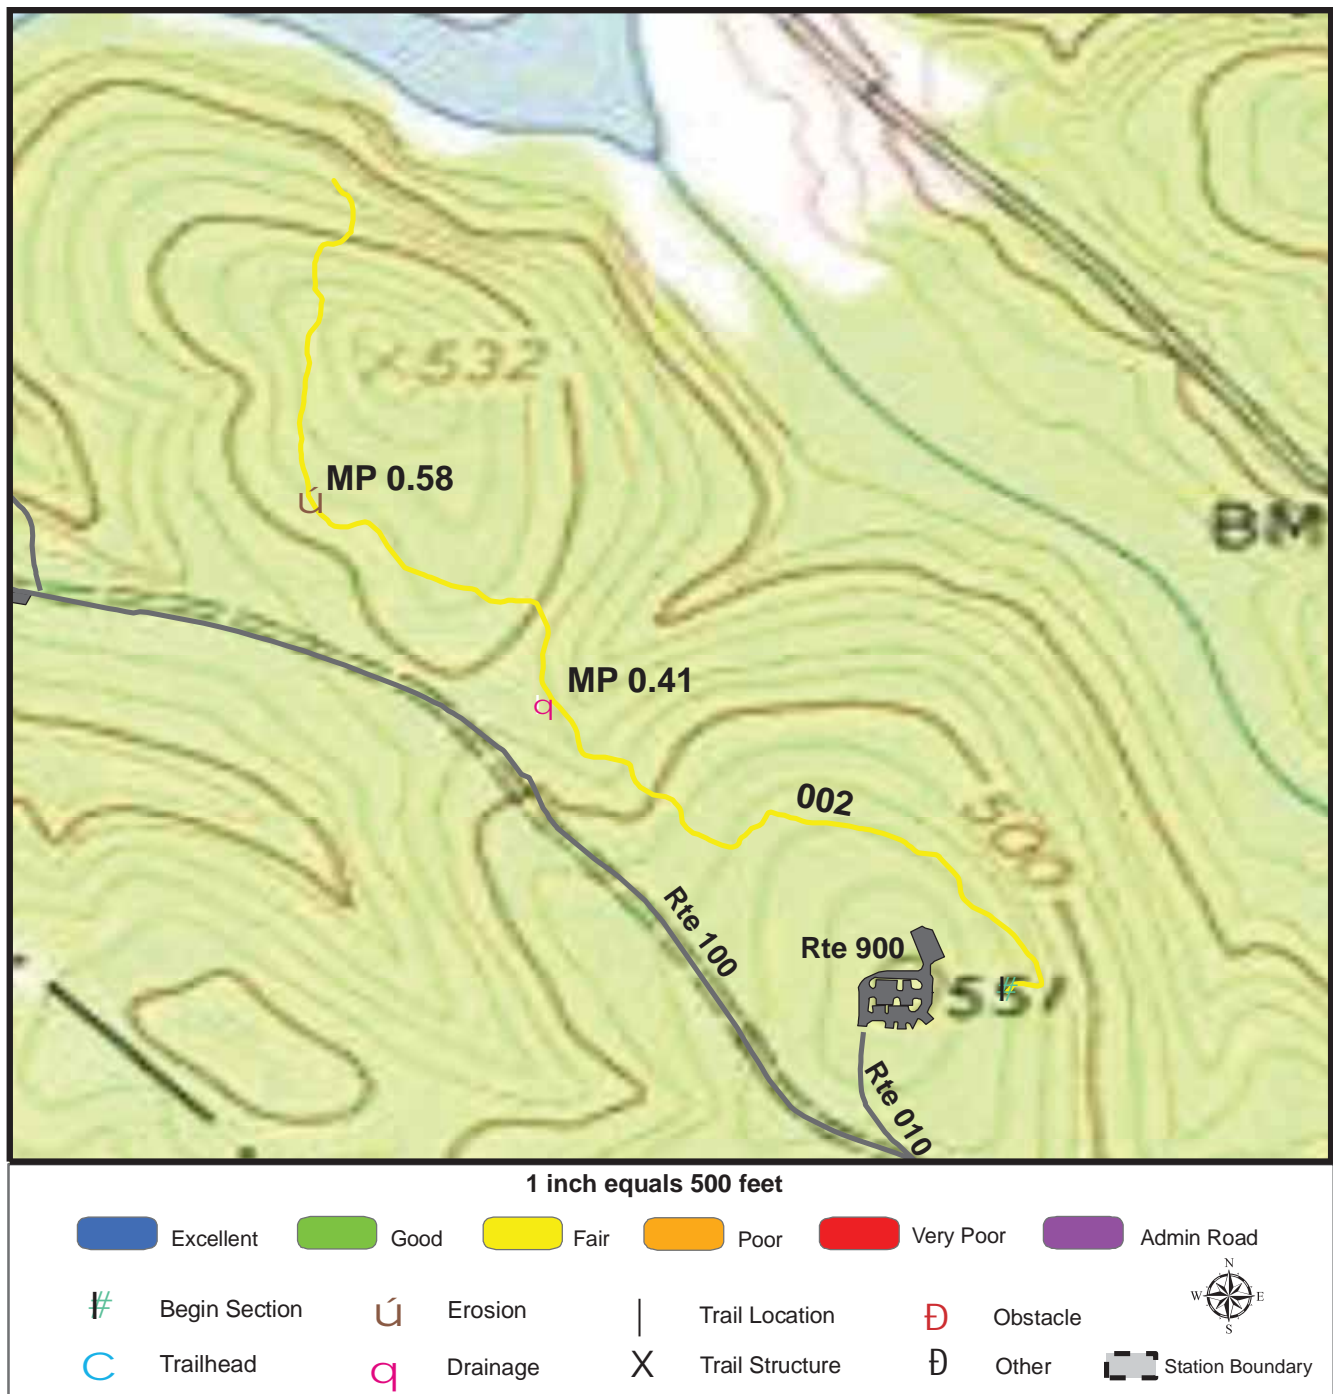 X532
MP 0.58
BM
MP 0.41
002
500
Rte 100
Rte 900
551
Rte 010
1 inch equals 500 feet
Excellent Good Fair Poor Very Poor Admin Road
N
W E
S
# Begin Section ú Erosion | Trail Location Đ Obstacle
C Trailhead q Drainage X Trail Structure Đ Other Station Boundary